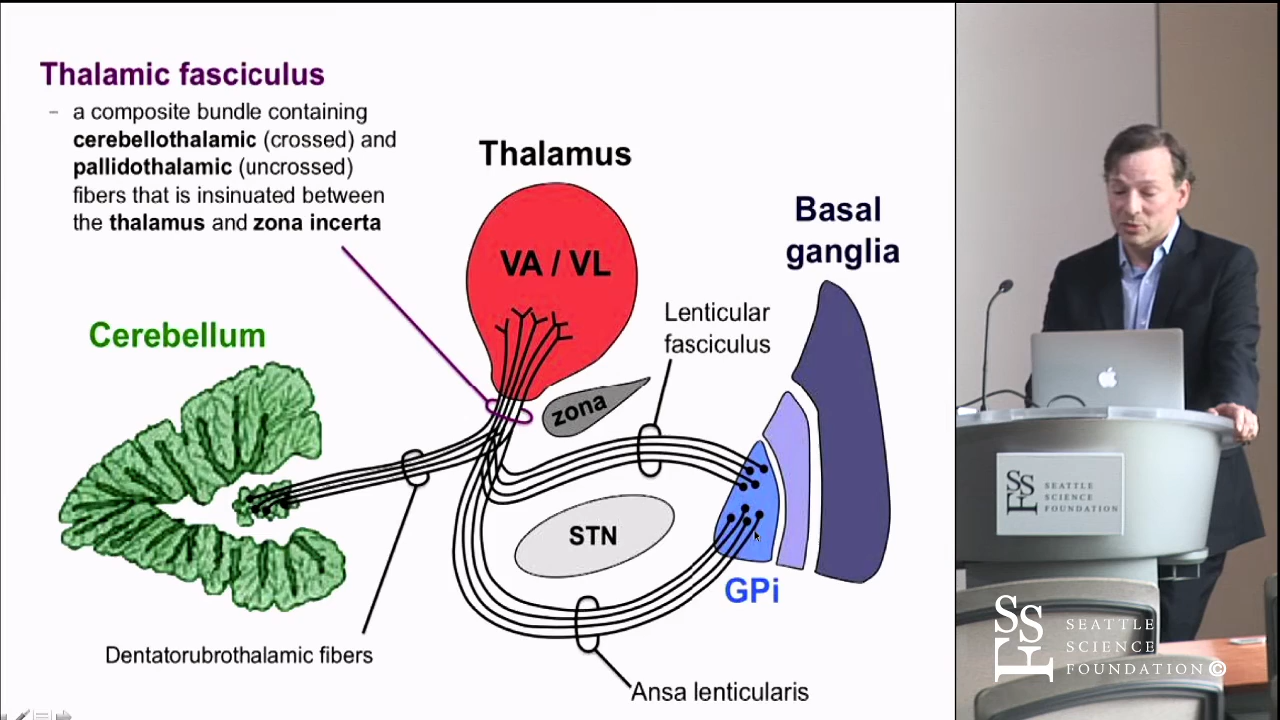 Thalamic fasciculus
– a composite bundle containing
cerebellothalamic (crossed) and
pallidothalamic (uncrossed)
fibers that is insinuated between
the thalamus and zona incerta
Thalamus
VA / VL
Basal
ganglia
Lenticular
fasciculus
Cerebellum
zona
STN
GPi
Dentatorubrothalamic fibers
Ansa lenticularis
SSF
SEATTLE
SCIENCE
FOUNDATION
SSF
SEATTLE
SCIENCE
FOUNDATION©